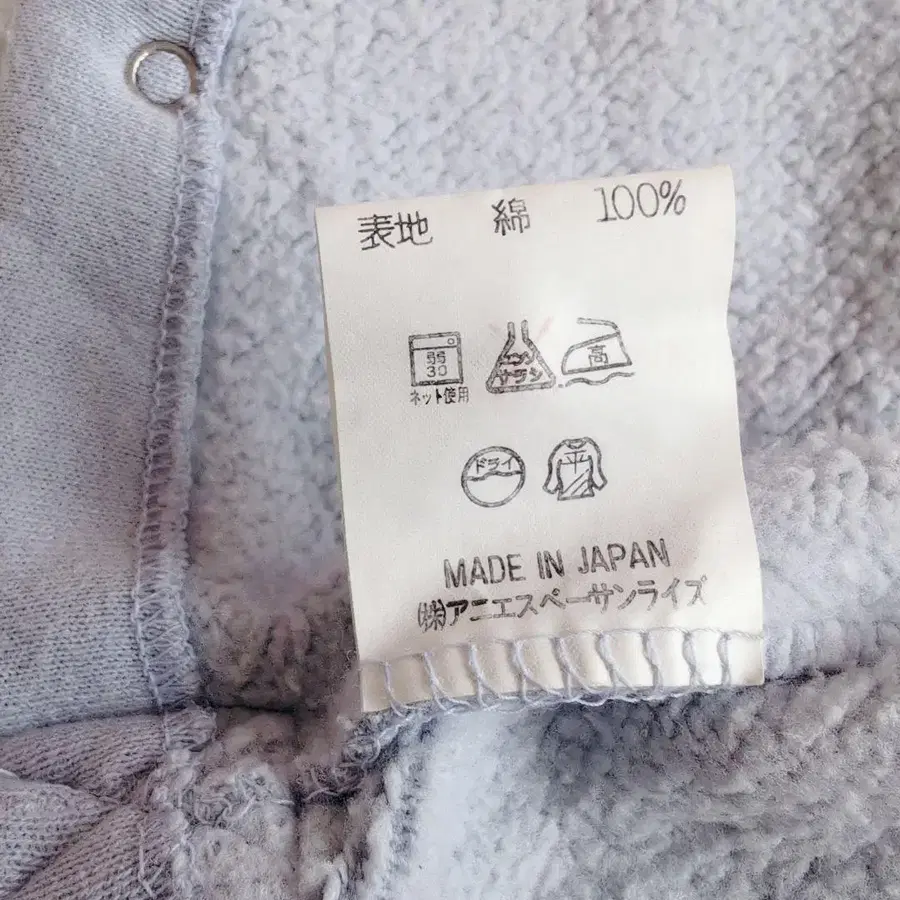 表地 綿 100%
弱 30 エンソ サラシ 高
ネット使用
ドライ 平
MADE IN JAPAN
(株)アニエスベーサンライズ